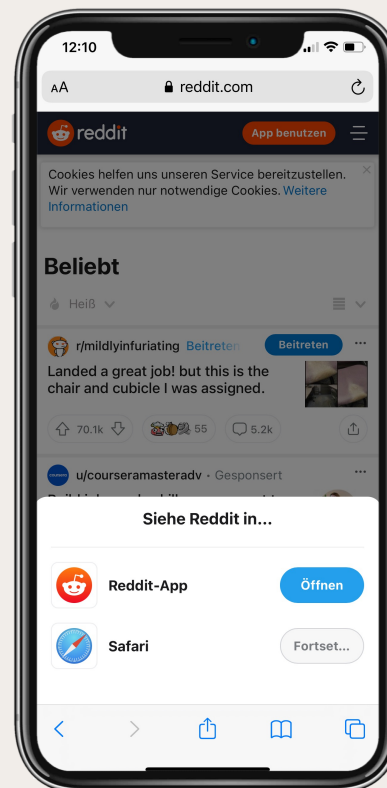 12:10
AA reddit.com
reddit App benutzen
Cookies helfen uns unseren Service bereitzustellen.
Wir verwenden nur notwendige Cookies. Weitere
Informationen
Beliebt
Heiß
r/mildlyinfuriating Beitreten Beitreten
Landed a great job! but this is the
chair and cubicle I was assigned.
70.1k 55 5.2k
u/courseramasteradv · Gesponsert
Siehe Reddit in...
Reddit-App Öffnen
Safari Fortset...